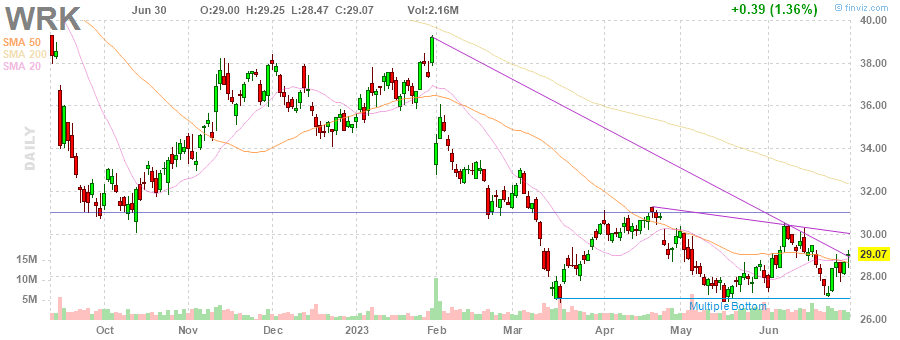 WRK Jun 30 O:29.00 H:29.25 L:28.47 C:29.07 Vol:2.16M +0.39 (1.36%) © finviz.com
SMA 50
SMA 200
SMA 20
DAILY
40.00
38.00
36.00
34.00
32.00
30.00
29.07
28.00
26.00
15M
10M
5M
Multiple Bottom
Oct Nov Dec 2023 Feb Mar Apr May Jun